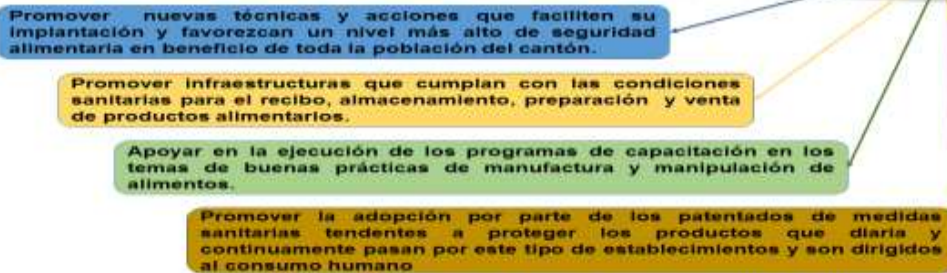 Promover nuevas técnicas y acciones que faciliten su
implantación y favorezcan un nivel más alto de seguridad
alimentaria en beneficio de toda la población del cantón.
Promover infraestructuras que cumplan con las condiciones
sanitarias para el recibo, almacenamiento, preparación y venta
de productos alimentarios.
Apoyar en la ejecución de los programas de capacitación en los
temas de buenas prácticas de manufactura y manipulación de
alimentos.
Promover la adopción por parte de los patentados de medidas
sanitarias tendentes a proteger los productos que diaria y
continuamente pasan por este tipo de establecimientos y son dirigidos
al consumo humano